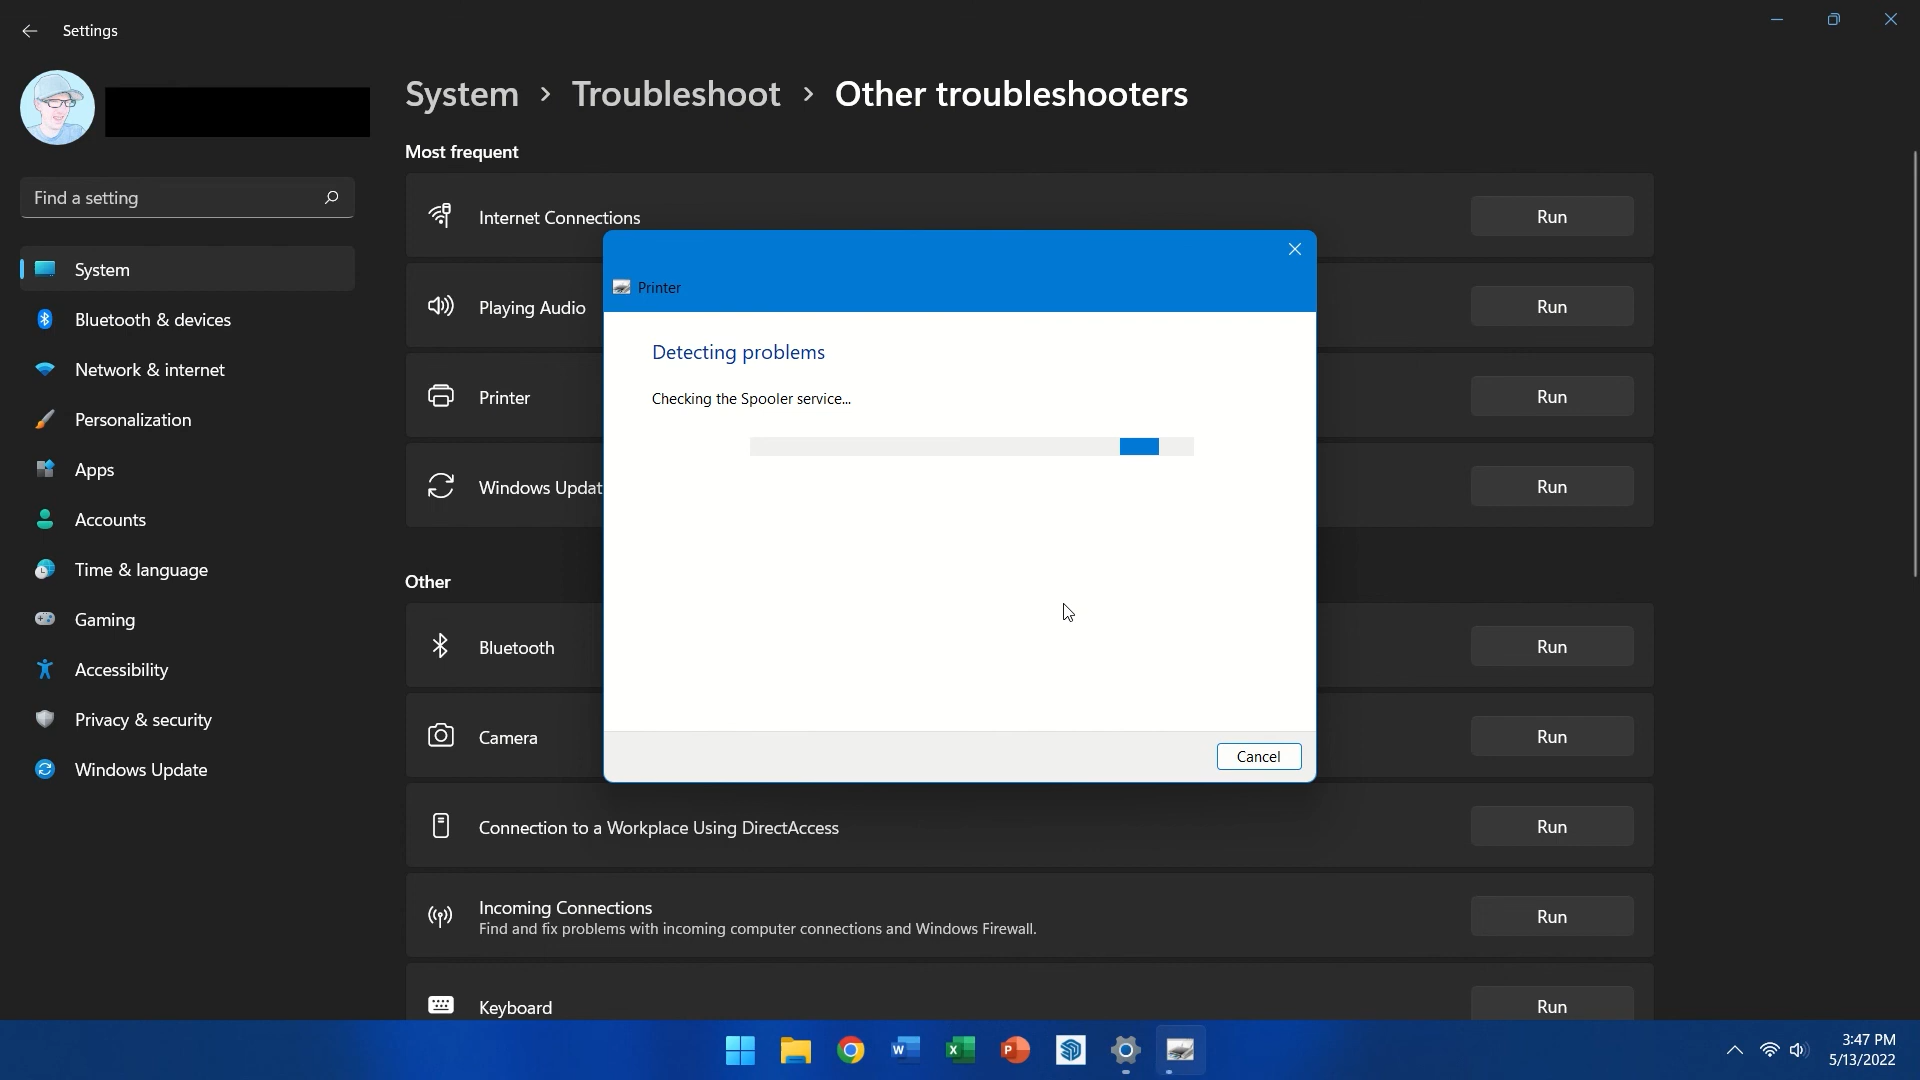 Settings
System > Troubleshoot > Other troubleshooters
Most frequent
Find a setting
Internet Connections
Run
System
Playing Audio
Run
Bluetooth & devices
Network & internet
Printer
Run
Personalization
Windows Updat
Run
Apps
Accounts
Time & language
Other
Gaming
Bluetooth
Run
Accessibility
Privacy & security
Camera
Run
Windows Update
Connection to a Workplace Using DirectAccess
Run
Incoming Connections
Find and fix problems with incoming computer connections and Windows Firewall.
Run
Keyboard
Run
Printer
Detecting problems
Checking the Spooler service...
Cancel
W
X
P
3:47 PM
5/13/2022